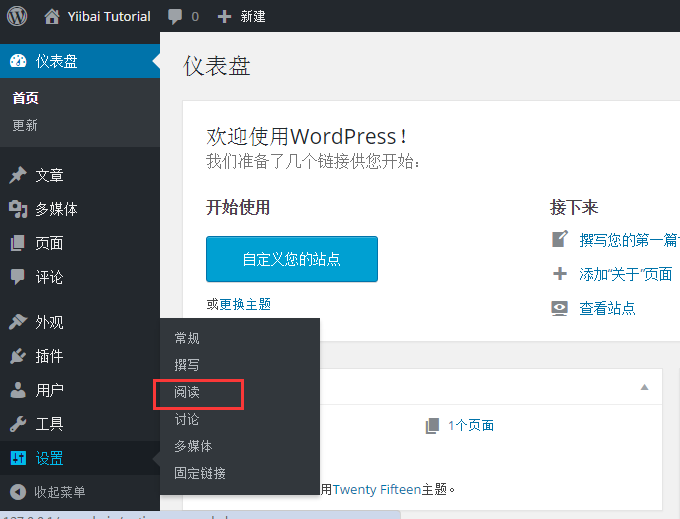 Yiibai Tutorial 0 新建
仪表盘
首页
更新
文章
多媒体
页面
评论
外观
插件
用户
工具
设置
收起菜单
仪表盘
欢迎使用WordPress！
我们准备了几个链接供您开始：
开始使用
自定义您的站点
或更换主题
接下来
撰写您的第一篇
添加“关于”页面
查看站点
常规
撰写
阅读
讨论
多媒体
固定链接
1个页面
用Twenty Fifteen主题。